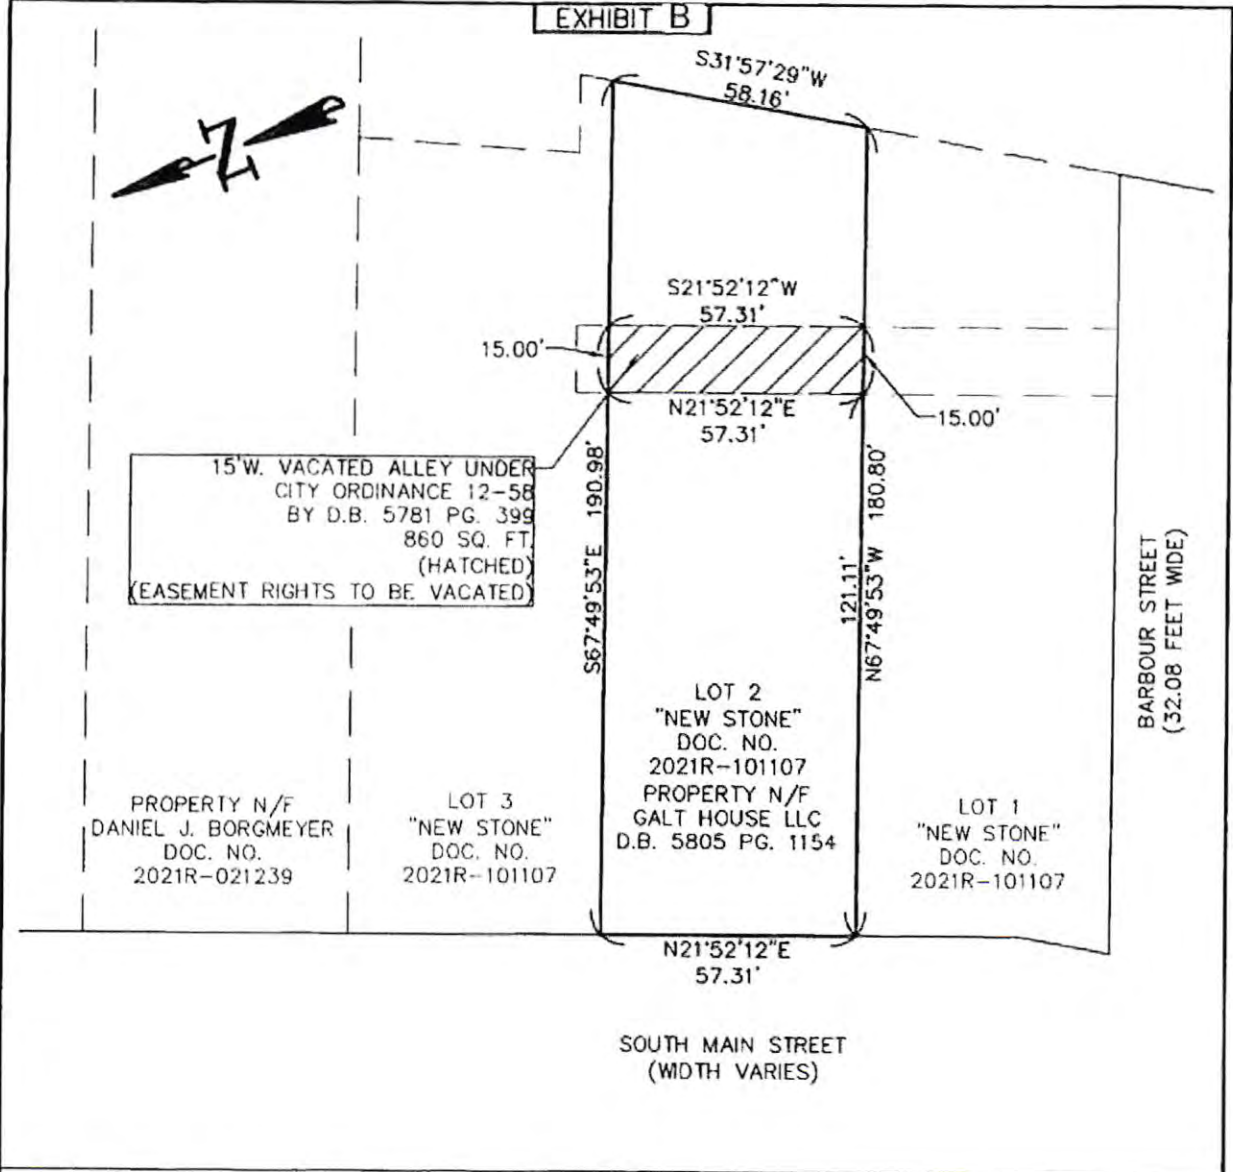 EXHIBIT B
S31°57'29"W
58.16'
N
S21°52'12"W
57.31'
15.00'
N21°52'12"E
57.31'
15.00'
15'W. VACATED ALLEY UNDER
CITY ORDINANCE 12-58
BY D.B. 5781 PG. 399
860 SQ. FT.
(HATCHED)
(EASEMENT RIGHTS TO BE VACATED)
S67°49'53"E 190.98'
121.11'
N67°49'53"W 180.80'
BARBOUR STREET
(32.08 FEET WIDE)
LOT 2
"NEW STONE"
DOC. NO.
2021R-101107
PROPERTY N/F
GALT HOUSE LLC
D.B. 5805 PG. 1154
PROPERTY N/F
DANIEL J. BORGMEYER
DOC. NO.
2021R-021239
LOT 3
"NEW STONE"
DOC. NO.
2021R-101107
LOT 1
"NEW STONE"
DOC. NO.
2021R-101107
N21°52'12"E
57.31'
SOUTH MAIN STREET
(WIDTH VARIES)